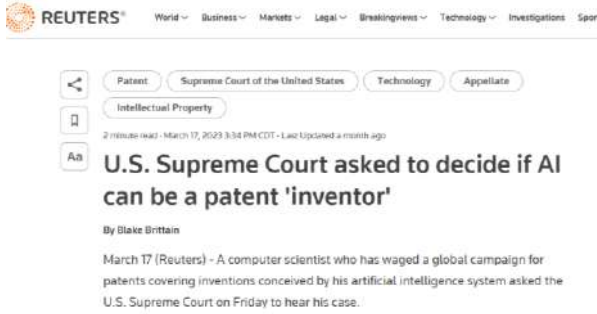 REUTERS®
World Business Markets Legal Breakingviews Technology Investigations Spor
Patent Supreme Court of the United States Technology Appellate
Intellectual Property
2 minute read · March 17, 2023 3:34 PM CDT · Last Updated a month ago
Aa
U.S. Supreme Court asked to decide if AI
can be a patent 'inventor'
By Blake Brittain
March 17 (Reuters) - A computer scientist who has waged a global campaign for
patents covering inventions conceived by his artificial intelligence system asked the
U.S. Supreme Court on Friday to hear his case.